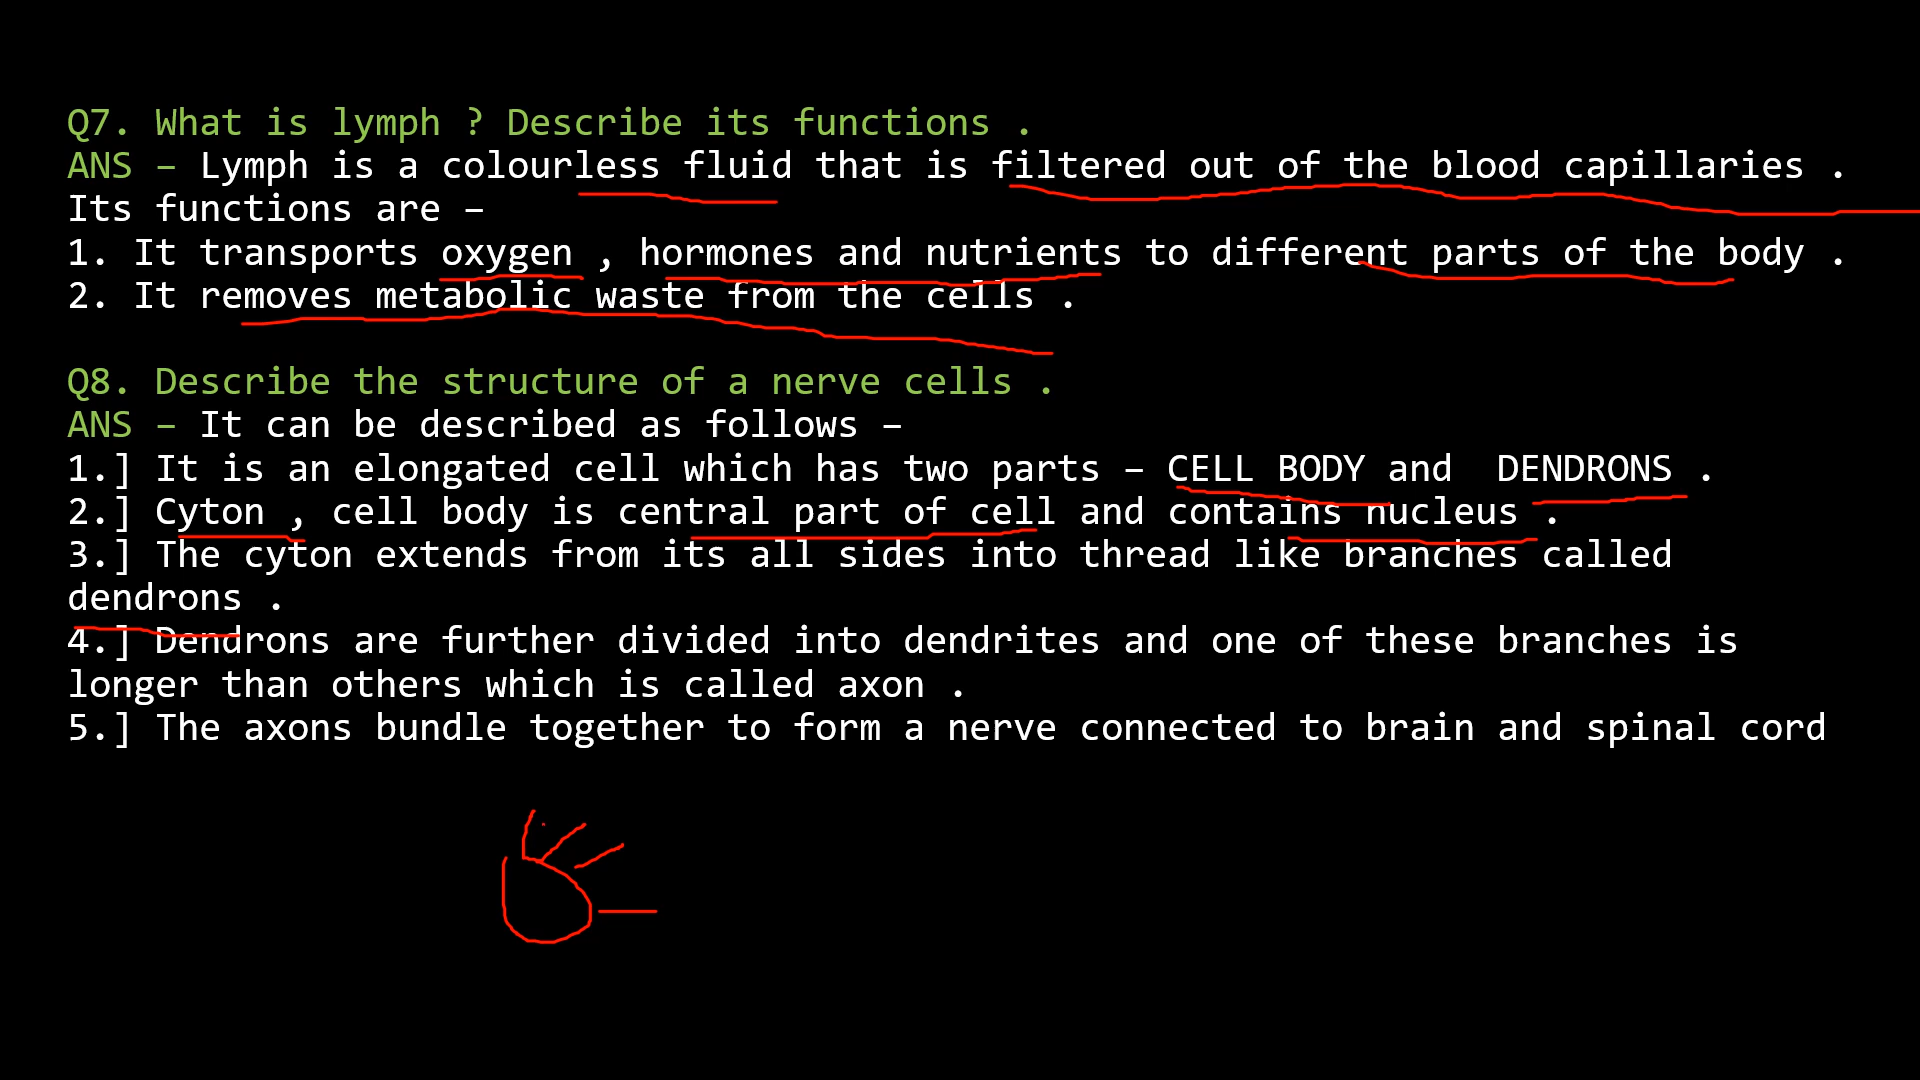 Q7. What is lymph ? Describe its functions .
ANS – Lymph is a colourless fluid that is filtered out of the blood capillaries .
Its functions are –
1. It transports oxygen , hormones and nutrients to different parts of the body .
2. It removes metabolic waste from the cells .
Q8. Describe the structure of a nerve cells .
ANS – It can be described as follows –
1.] It is an elongated cell which has two parts – CELL BODY and  DENDRONS .
2.] Cyton , cell body is central part of cell and contains nucleus .
3.] The cyton extends from its all sides into thread like branches called
dendrons .
4.] Dendrons are further divided into dendrites and one of these branches is
longer than others which is called axon .
5.] The axons bundle together to form a nerve connected to brain and spinal cord